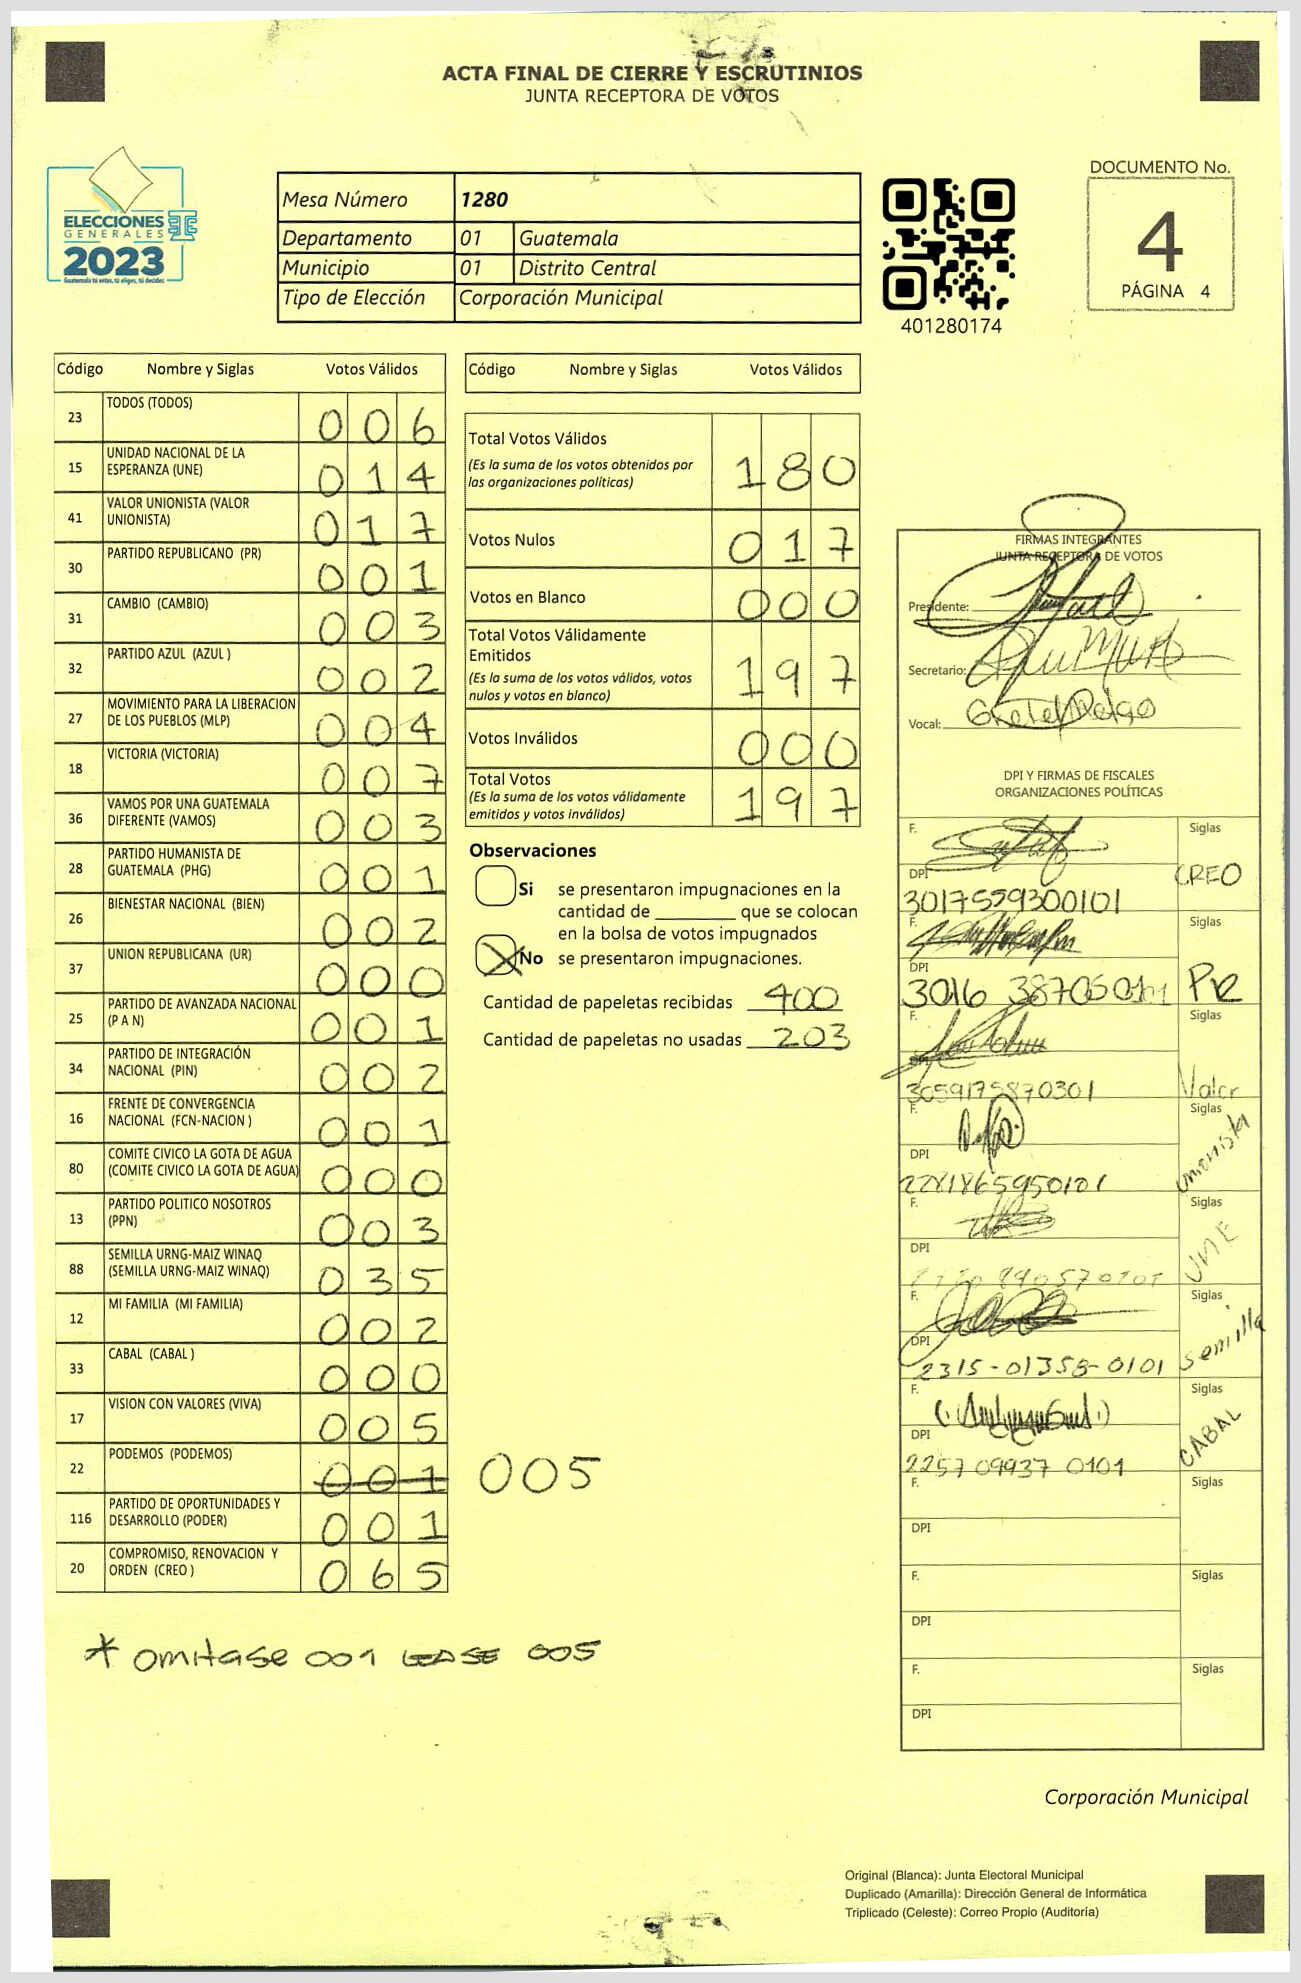 ACTA FINAL DE CIERRE Y ESCRUTINIOS
JUNTA RECEPTORA DE VOTOS
ELECCIONES
GENERALES
2023
Guatemala tú entas, tú eliges, tú decides
Mesa Número 1280
Departamento 01 Guatemala
Municipio 01 Distrito Central
Tipo de Elección Corporación Municipal
401280174
DOCUMENTO No.
4
PÁGINA 4
Código Nombre y Siglas Votos Válidos
23 TODOS (TODOS) 006
15 UNIDAD NACIONAL DE LA
ESPERANZA (UNE) 014
41 VALOR UNIONISTA (VALOR
UNIONISTA) 017
30 PARTIDO REPUBLICANO (PR) 001
31 CAMBIO (CAMBIO) 003
32 PARTIDO AZUL (AZUL ) 002
27 MOVIMIENTO PARA LA LIBERACION
DE LOS PUEBLOS (MLP) 004
18 VICTORIA (VICTORIA) 007
36 VAMOS POR UNA GUATEMALA
DIFERENTE (VAMOS) 003
28 PARTIDO HUMANISTA DE
GUATEMALA (PHG) 001
26 BIENESTAR NACIONAL (BIEN) 002
37 UNION REPUBLICANA (UR) 000
25 PARTIDO DE AVANZADA NACIONAL
(P A N) 001
34 PARTIDO DE INTEGRACIÓN
NACIONAL (PIN) 002
16 FRENTE DE CONVERGENCIA
NACIONAL (FCN-NACION ) 001
80 COMITE CIVICO LA GOTA DE AGUA
(COMITE CIVICO LA GOTA DE AGUA) 000
13 PARTIDO POLITICO NOSOTROS
(PPN) 003
88 SEMILLA URNG-MAIZ WINAQ
(SEMILLA URNG-MAIZ WINAQ) 035
12 MI FAMILIA (MI FAMILIA) 002
33 CABAL (CABAL ) 000
17 VISION CON VALORES (VIVA) 005
22 PODEMOS (PODEMOS) 001 005
116 PARTIDO DE OPORTUNIDADES Y
DESARROLLO (PODER) 001
20 COMPROMISO, RENOVACION Y
ORDEN (CREO ) 065
* OMITASE 001 LEASE 005
Código Nombre y Siglas Votos Válidos
Total Votos Válidos
(Es la suma de los votos obtenidos por
las organizaciones políticas) 180
Votos Nulos 017
Votos en Blanco 000
Total Votos Válidamente
Emitidos
(Es la suma de los votos válidos, votos
nulos y votos en blanco) 197
Votos Inválidos 000
Total Votos
(Es la suma de los votos válidamente
emitidos y votos inválidos) 197
Observaciones
Si se presentaron impugnaciones en la
cantidad de ________ que se colocan
en la bolsa de votos impugnados
No se presentaron impugnaciones.
Cantidad de papeletas recibidas 400
Cantidad de papeletas no usadas 203
FIRMAS INTEGRANTES
JUNTA RECEPTORA DE VOTOS
Presidente:
Secretario:
Vocal:
DPI Y FIRMAS DE FISCALES
ORGANIZACIONES POLÍTICAS
F. Siglas
DPI CREO
3017559300101
F. Siglas
DPI PR
3016 38705 0101
F. Siglas
3059175870301 Valor
F. Siglas
DPI Unionista
2281865950101
F. Siglas
DPI UNE
F. Siglas
DPI Semilla
2315-01358-0101
F. Siglas
DPI CABAL
2257 09937 0101
F. Siglas
DPI
F. Siglas
DPI
F. Siglas
DPI
Corporación Municipal
Original (Blanca): Junta Electoral Municipal
Duplicado (Amarilla): Dirección General de Informática
Triplicado (Celeste): Correo Propio (Auditoría)